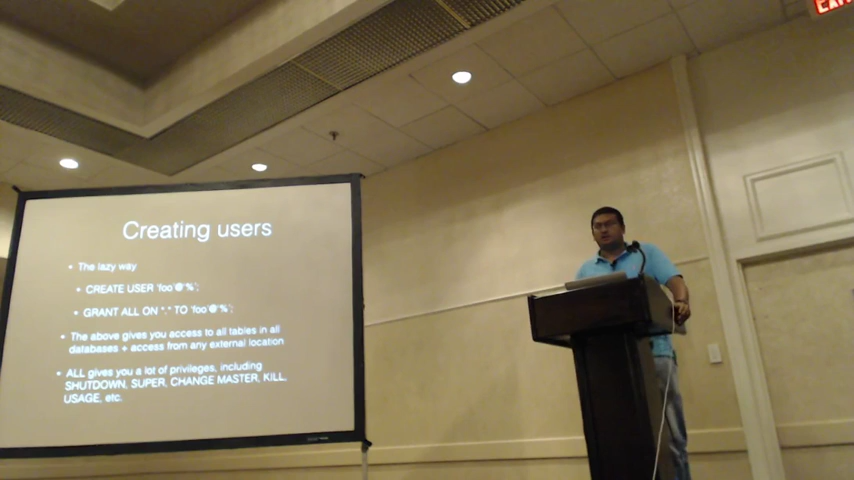 EXIT
Creating users
• The lazy way
• CREATE USER 'foo'@'%';
• GRANT ALL ON *.* TO 'foo'@'%';
• The above gives you access to all tables in all
databases + access from any external location
• ALL gives you a lot of privileges, including
SHUTDOWN, SUPER, CHANGE MASTER, KILL,
USAGE, etc.